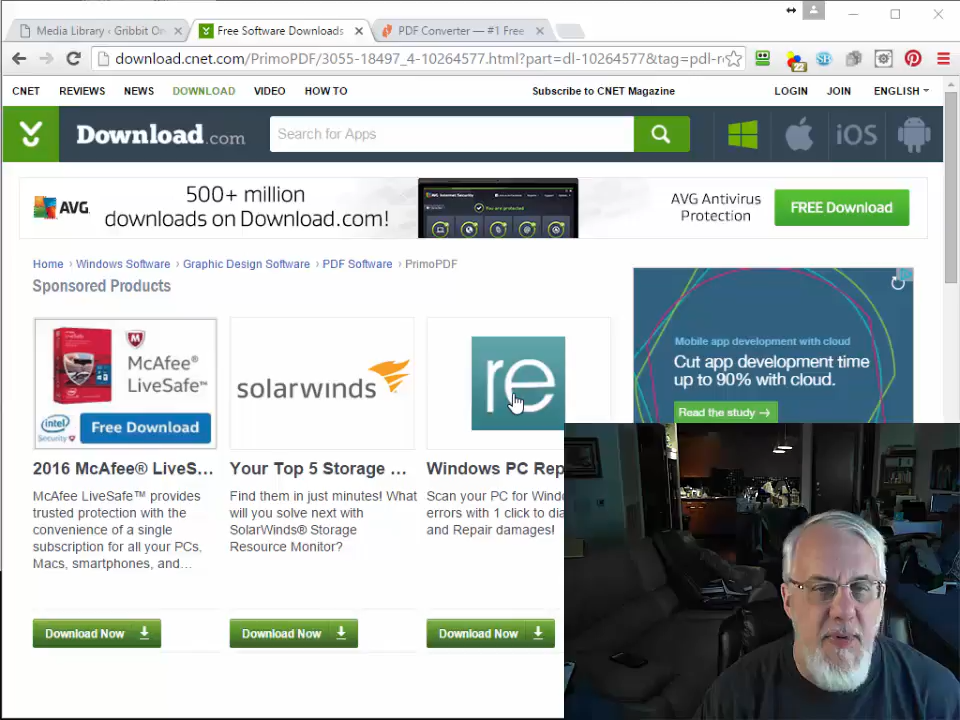 Media Library ‹ Gribbit On
Free Software Downloads
PDF Converter — #1 Free
download.cnet.com/PrimoPDF/3055-18497_4-10264577.html?part=dl-10264577&tag=pdl-r
22
CNET REVIEWS NEWS DOWNLOAD VIDEO HOW TO Subscribe to CNET Magazine LOGIN JOIN ENGLISH
Download.com
Search for Apps
iOS
AVG
500+ million
downloads on Download.com!
You are protected
AVG Antivirus
Protection
FREE Download
Home › Windows Software › Graphic Design Software › PDF Software › PrimoPDF
Sponsored Products
McAfee®
LiveSafe™
intel
Security
Free Download
solarwinds
re
Mobile app development with cloud
Cut app development time
up to 90% with cloud.
Read the study →
2016 McAfee® LiveS...
McAfee LiveSafe™ provides
trusted protection with the
convenience of a single
subscription for all your PCs,
Macs, smartphones, and...
Download Now
Your Top 5 Storage ...
Find them in just minutes! What
will you solve next with
SolarWinds® Storage
Resource Monitor?
Download Now
Windows PC Rep
Scan your PC for Wind
errors with 1 click to dia
and Repair damages!
Download Now